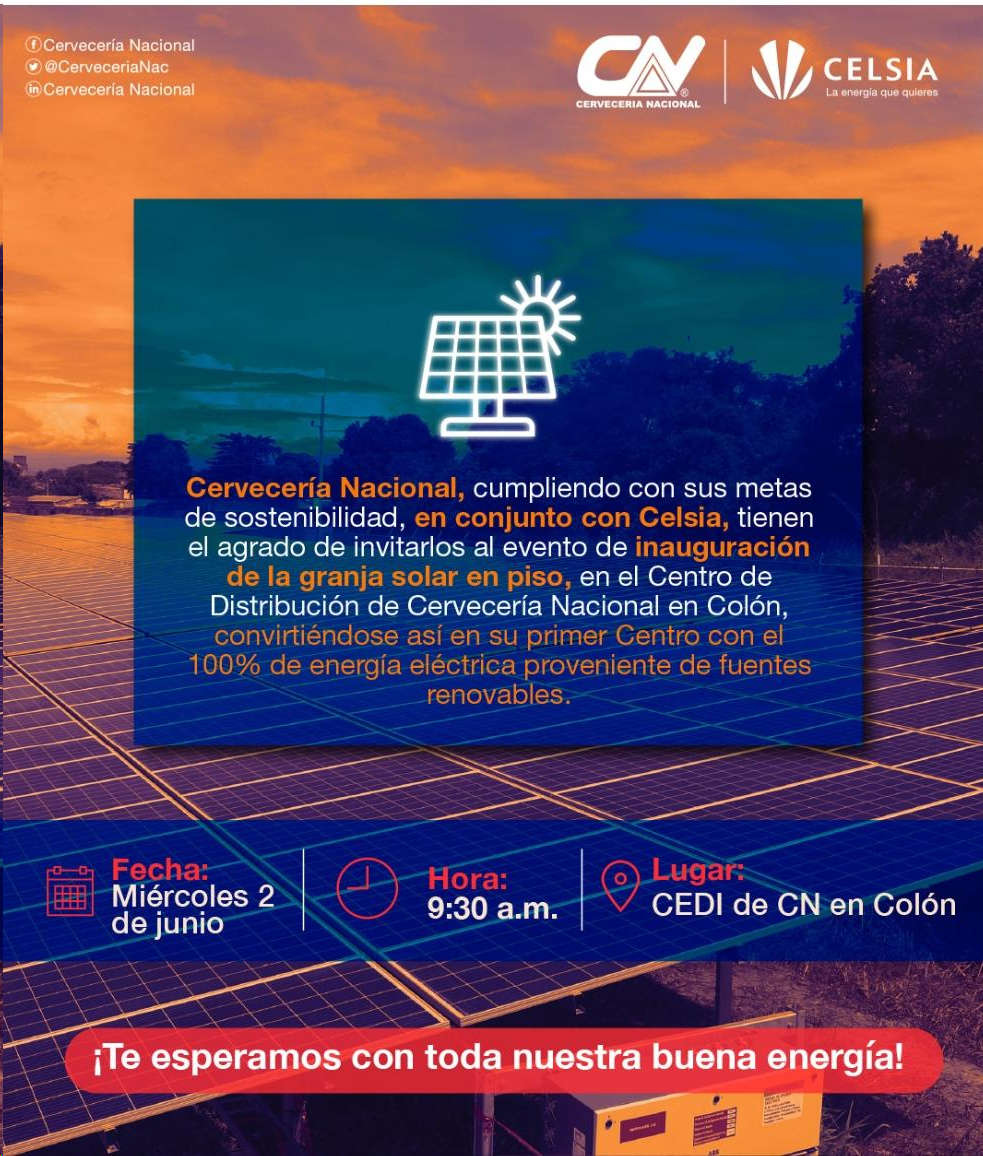 Cervecería Nacional
@CerveceriaNac
Cervecería Nacional
CN
®
CERVECERIA NACIONAL
CELSIA
La energía que quieres
Cervecería Nacional, cumpliendo con sus metas
de sostenibilidad, en conjunto con Celsia, tienen
el agrado de invitarlos al evento de inauguración
de la granja solar en piso, en el Centro de
Distribución de Cervecería Nacional en Colón,
convirtiéndose así en su primer Centro con el
100% de energía eléctrica proveniente de fuentes
renovables.
Fecha:
Miércoles 2
de junio
Hora:
9:30 a.m.
Lugar:
CEDI de CN en Colón
¡Te esperamos con toda nuestra buena energía!
ABB